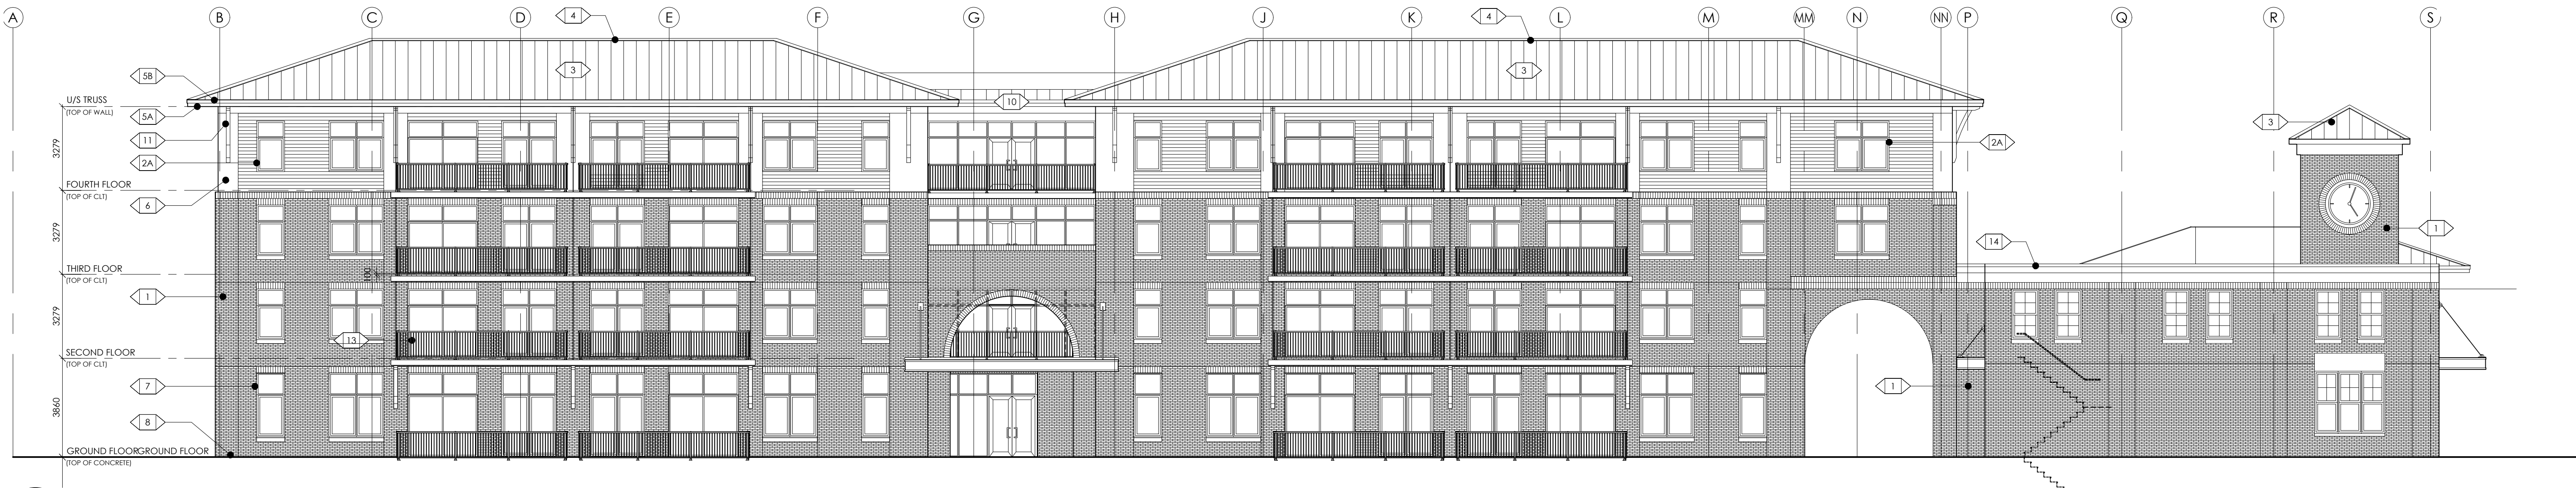 A B C D E F G H J K L M MM N NN P Q R S
4 4
3 3
5B
U/S TRUSS
(TOP OF WALL)
10
5A
3
11
3279
2A 2A
FOURTH FLOOR
(TOP OF CLT)
6
1
3279
14
THIRD FLOOR
(TOP OF CLT)
100
1
3279
13
SECOND FLOOR
(TOP OF CLT)
7 1
3860
8
GROUND FLOORGROUND FLOOR
(TOP OF CONCRETE)